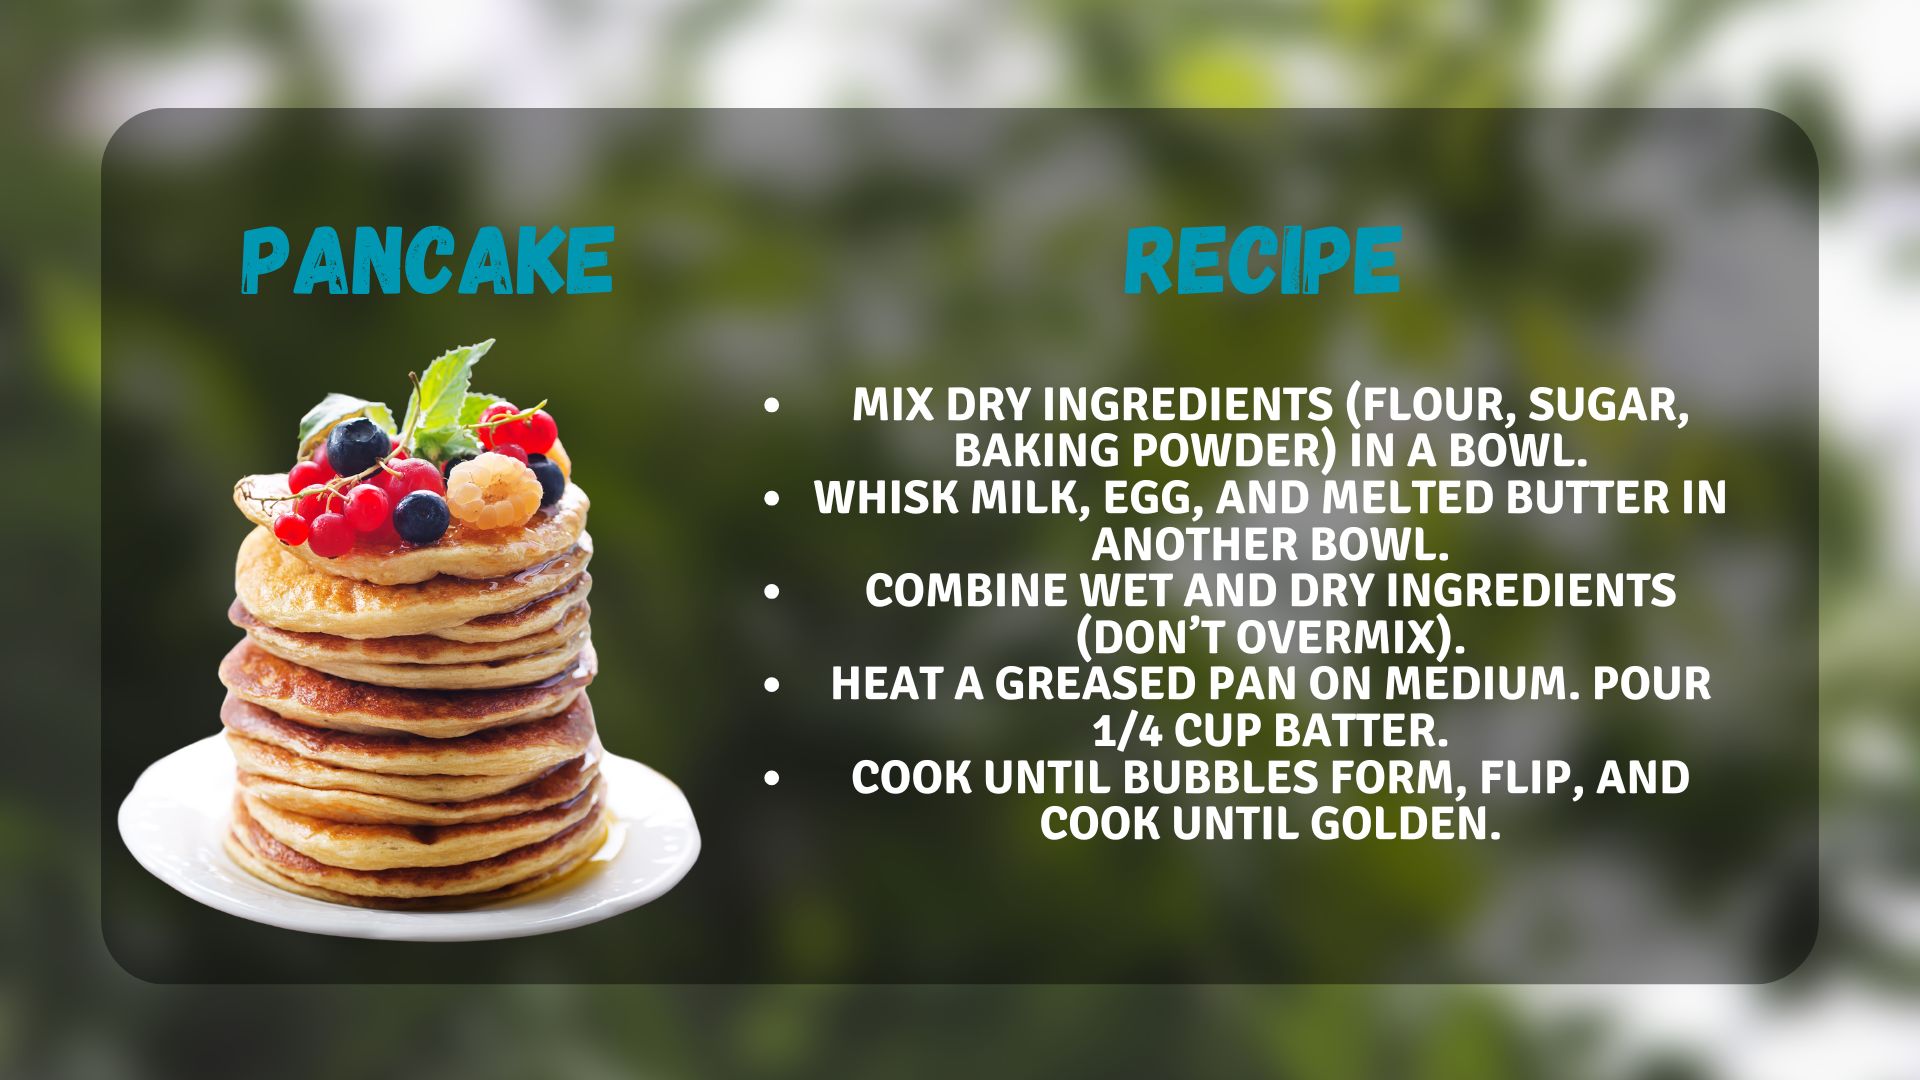 PANCAKE
RECIPE
• MIX DRY INGREDIENTS (FLOUR, SUGAR,
BAKING POWDER) IN A BOWL.
• WHISK MILK, EGG, AND MELTED BUTTER IN
ANOTHER BOWL.
• COMBINE WET AND DRY INGREDIENTS
(DON’T OVERMIX).
• HEAT A GREASED PAN ON MEDIUM. POUR
1/4 CUP BATTER.
• COOK UNTIL BUBBLES FORM, FLIP, AND
COOK UNTIL GOLDEN.